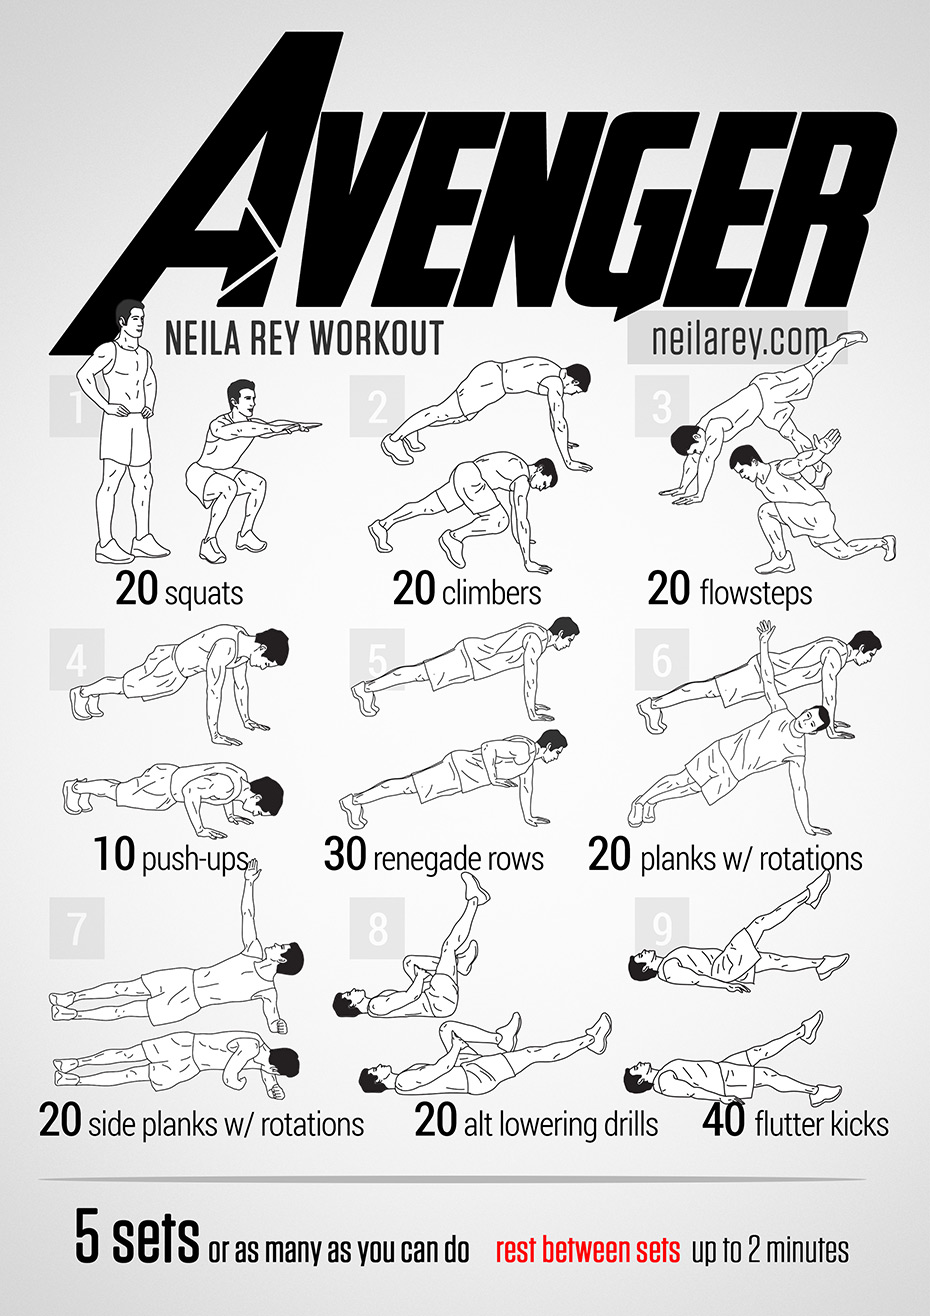 AVENGER
NEILA REY WORKOUT
neilarey.com
1
2
3
20 squats
20 climbers
20 flowsteps
4
5
6
10 push-ups
30 renegade rows
20 planks w/ rotations
7
8
9
20 side planks w/ rotations
20 alt lowering drills
40 flutter kicks
5 sets or as many as you can do rest between sets up to 2 minutes